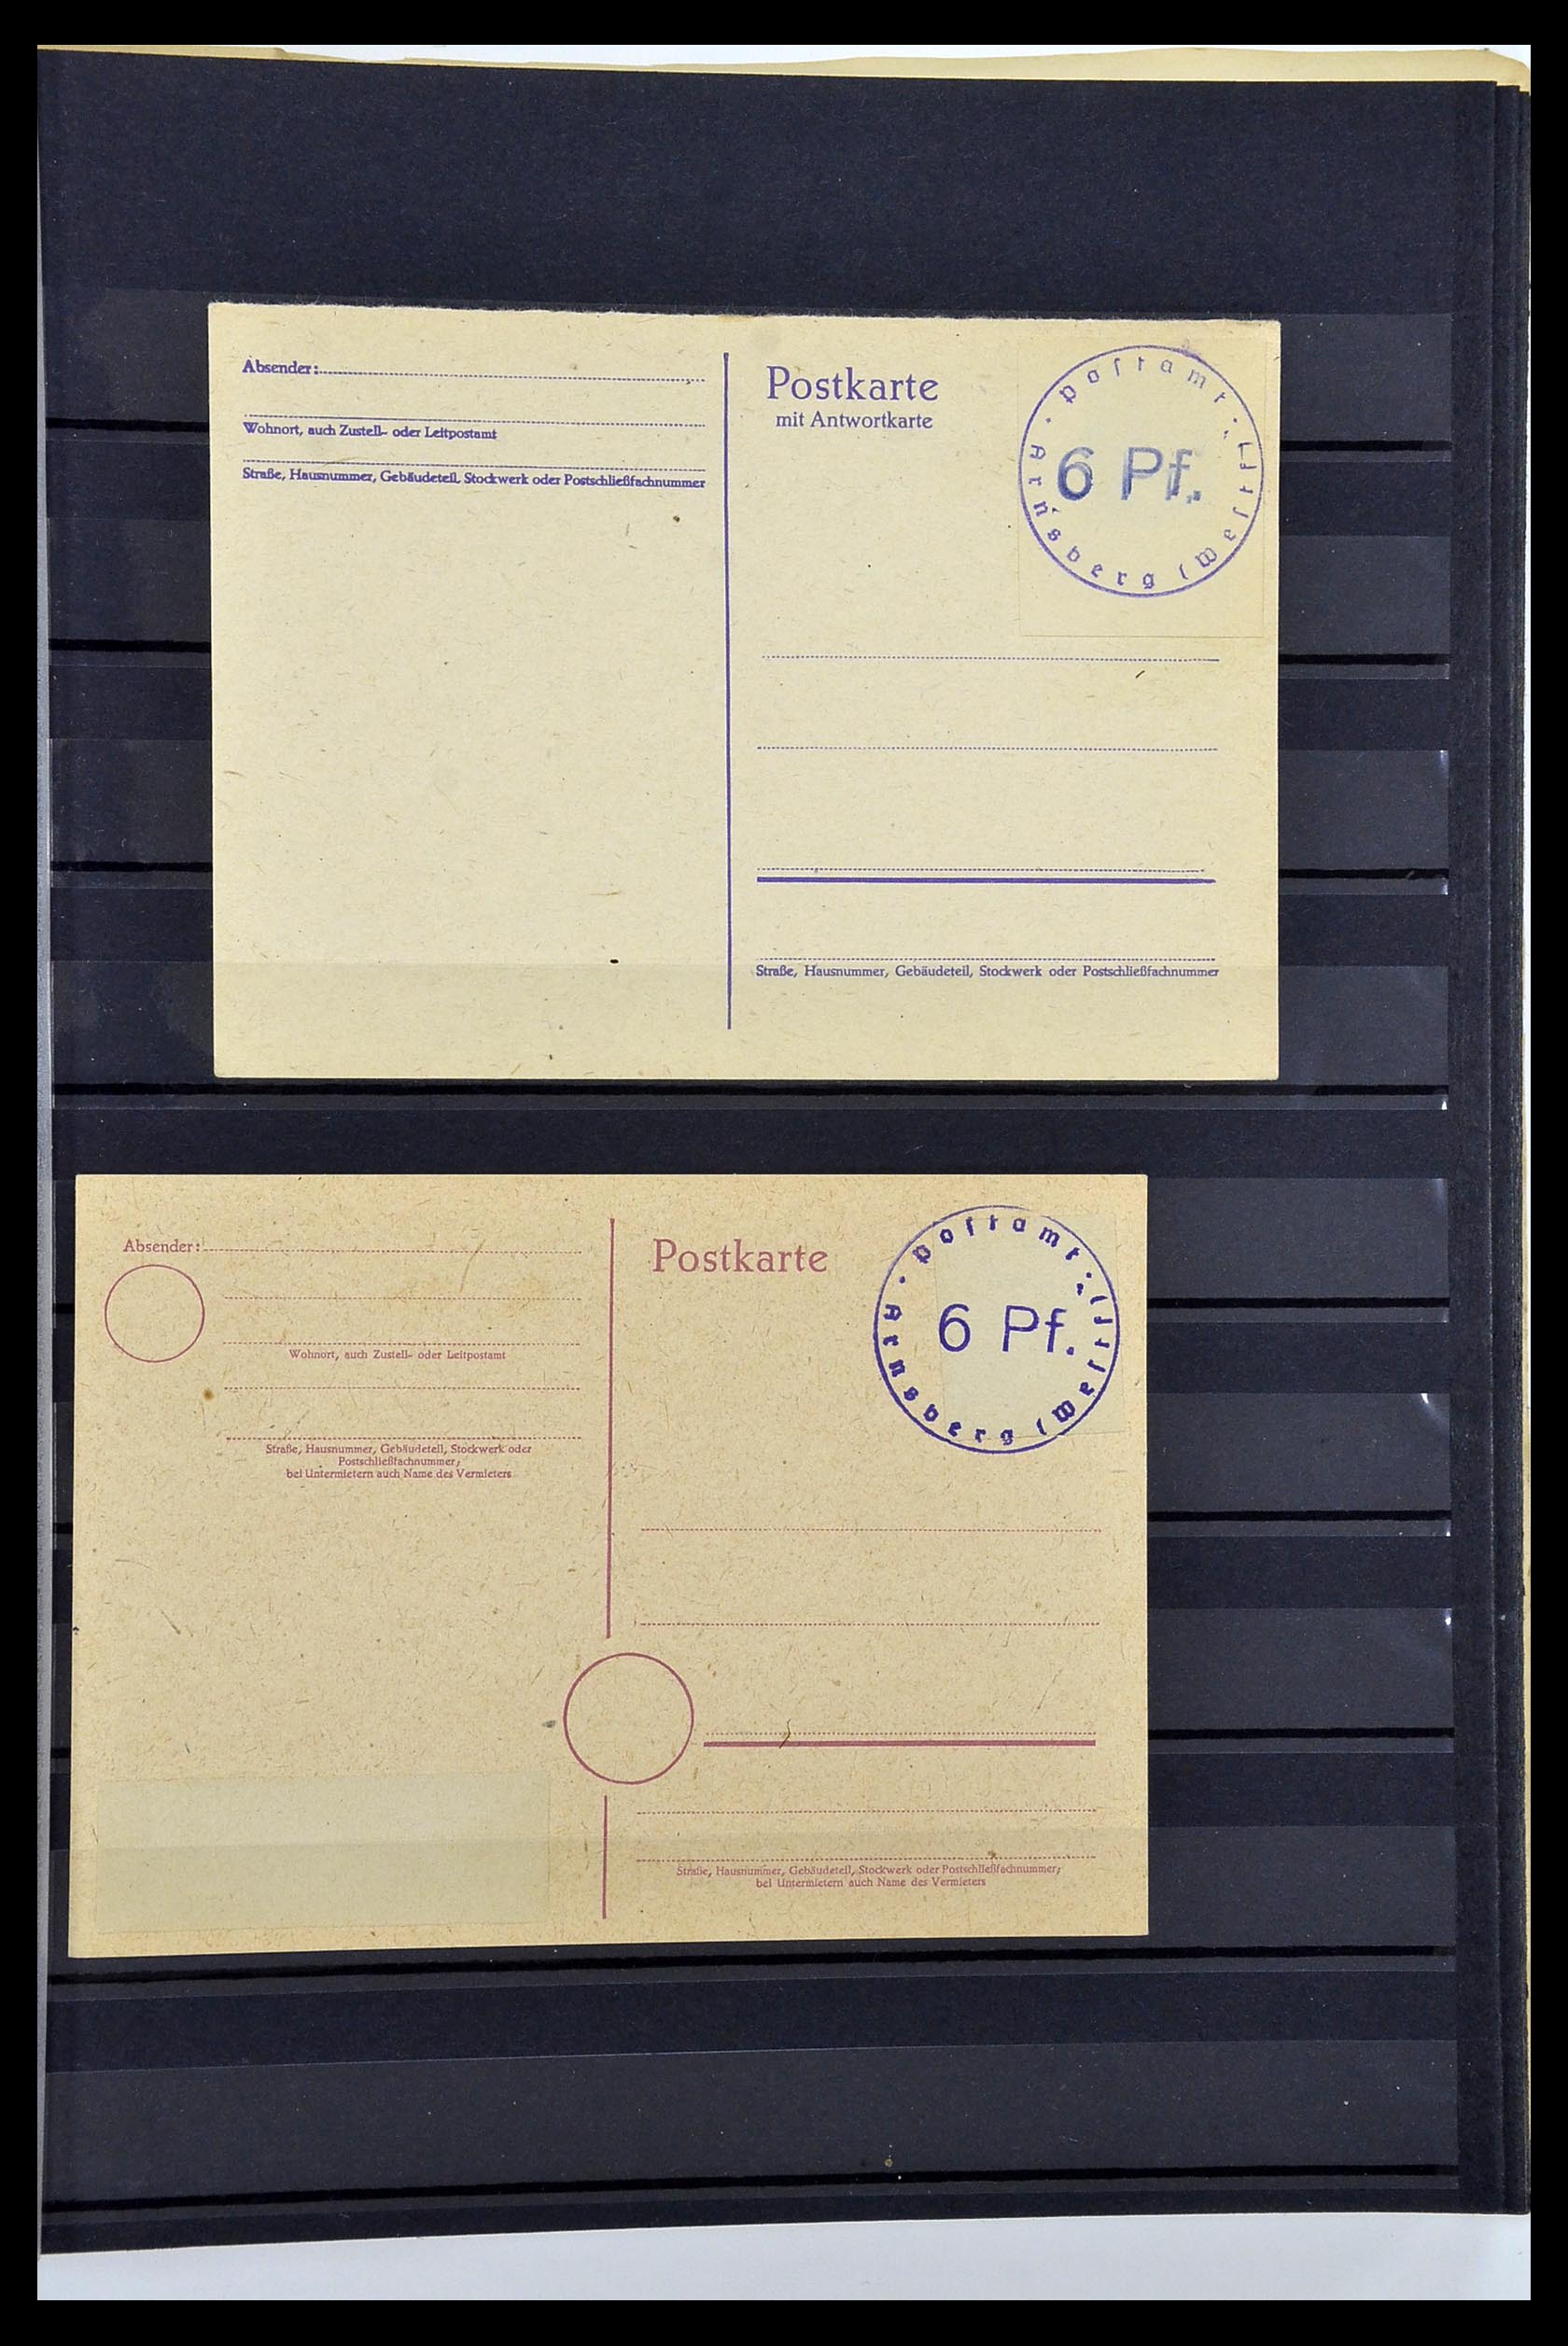 Absender:
Wohnort, auch Zustell- oder Leitpostamt
Straße, Hausnummer, Gebäudeteil, Stockwerk oder Postschließfachnummer
Postkarte
mit Antwortkarte
· Postamt ·
6 Pf.
Arnsberg (Westf.)
Straße, Hausnummer, Gebäudeteil, Stockwerk oder Postschließfachnummer
Absender:
Wohnort, auch Zustell- oder Leitpostamt
Straße, Hausnummer, Gebäudeteil, Stockwerk oder
Postschließfachnummer;
bei Untermietern auch Name des Vermieters
Postkarte
· Postamt ·
6 Pf.
Arnsberg (Westf.)
Straße, Hausnummer, Gebäudeteil, Stockwerk oder Postschließfachnummer;
bei Untermietern auch Name des Vermieters